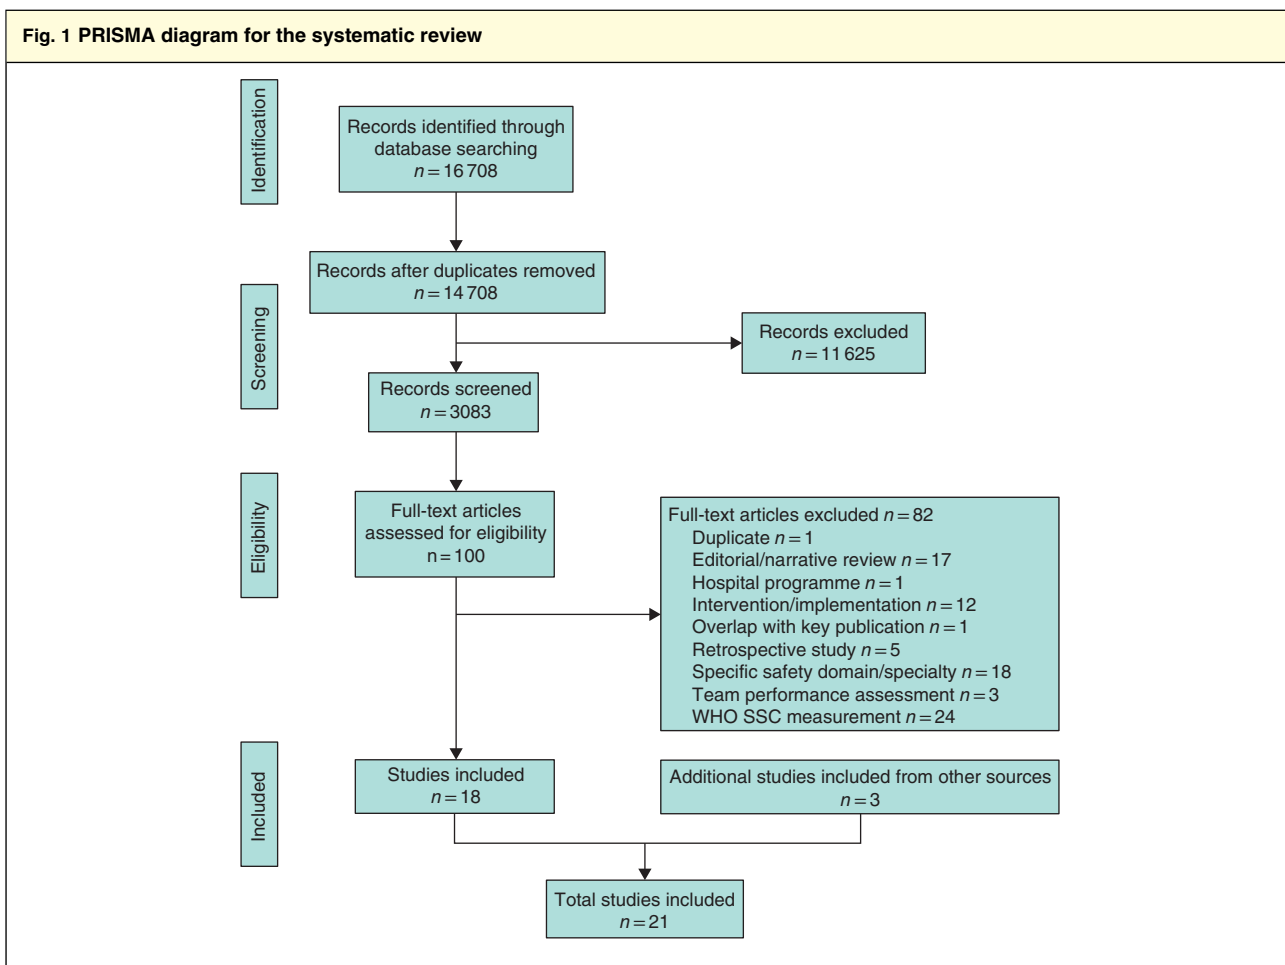 Fig. 1 PRISMA diagram for the systematic review
Identification
Records identified through
database searching
n = 16 708
Records after duplicates removed
n = 14 708
Screening
Records excluded
n = 11 625
Records screened
n = 3083
Eligibility
Full-text articles
assessed for eligibility
n = 100
Full-text articles excluded n = 82
Duplicate n = 1
Editorial/narrative review n = 17
Hospital programme n = 1
Intervention/implementation n = 12
Overlap with key publication n = 1
Retrospective study n = 5
Specific safety domain/specialty n = 18
Team performance assessment n = 3
WHO SSC measurement n = 24
Included
Studies included
n = 18
Additional studies included from other sources
n = 3
Total studies included
n = 21